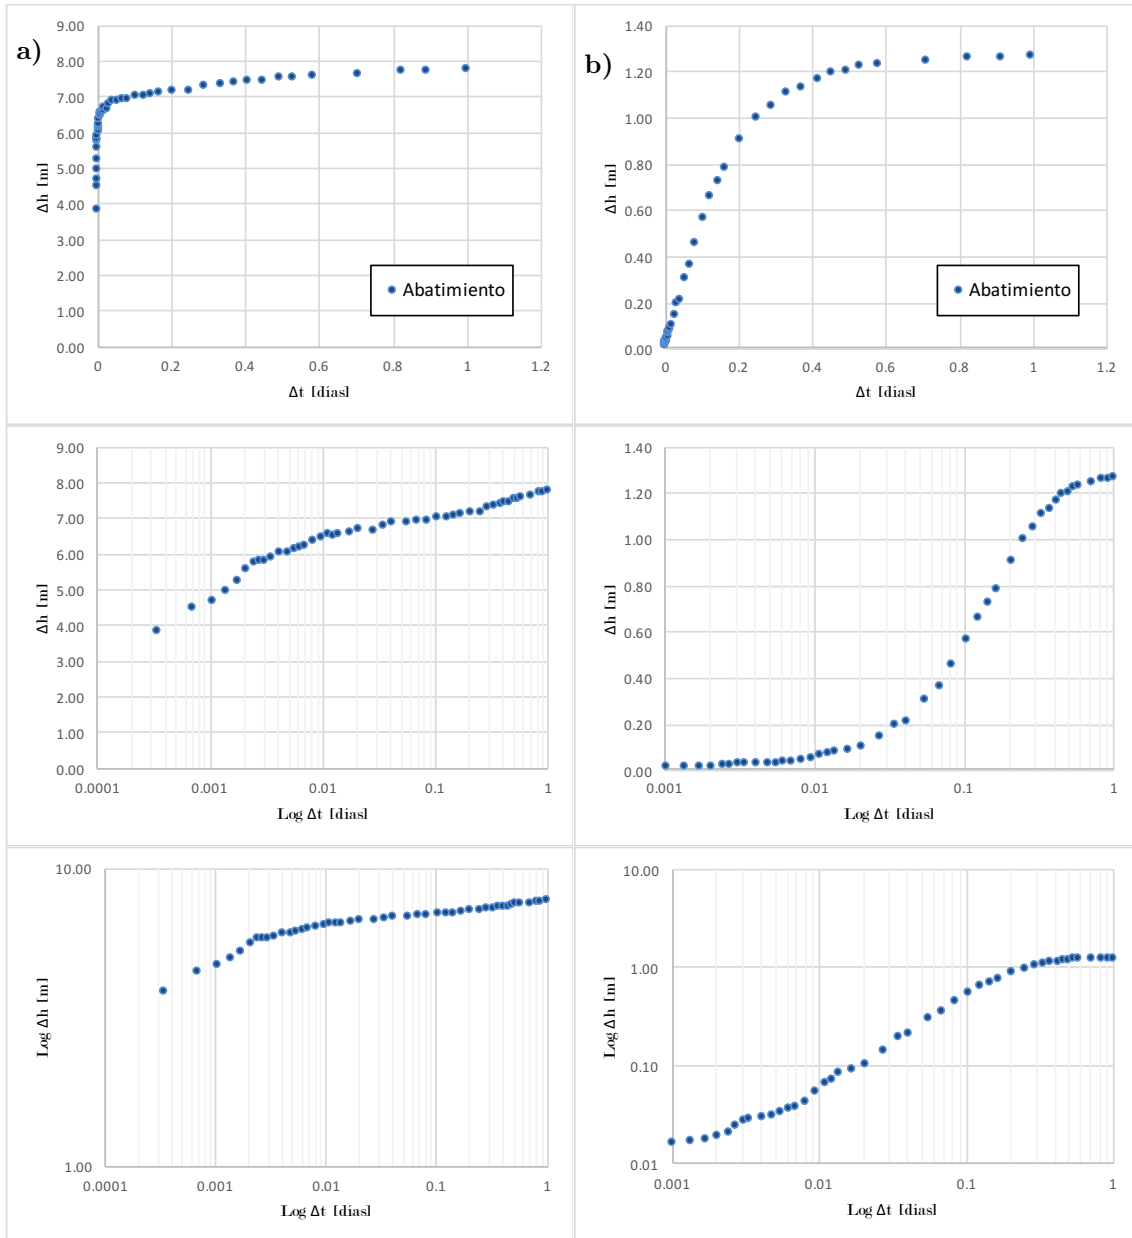 a)
9.00
8.00
7.00
6.00
5.00
4.00
3.00
2.00
1.00
0.00
Δh [m]
Abatimiento
0 0.2 0.4 0.6 0.8 1 1.2
Δt [dias]
b)
1.40
1.20
1.00
0.80
0.60
0.40
0.20
0.00
Δh [m]
Abatimiento
0 0.2 0.4 0.6 0.8 1 1.2
Δt [dias]
9.00
8.00
7.00
6.00
5.00
4.00
3.00
2.00
1.00
0.00
Δh [m]
0.0001 0.001 0.01 0.1 1
Log Δt [dias]
1.40
1.20
1.00
0.80
0.60
0.40
0.20
0.00
Δh [m]
0.001 0.01 0.1 1
Log Δt [dias]
10.00
1.00
Log Δh [m]
0.0001 0.001 0.01 0.1 1
Log Δt [dias]
10.00
1.00
0.10
0.01
Log Δh [m]
0.001 0.01 0.1 1
Log Δt [dias]